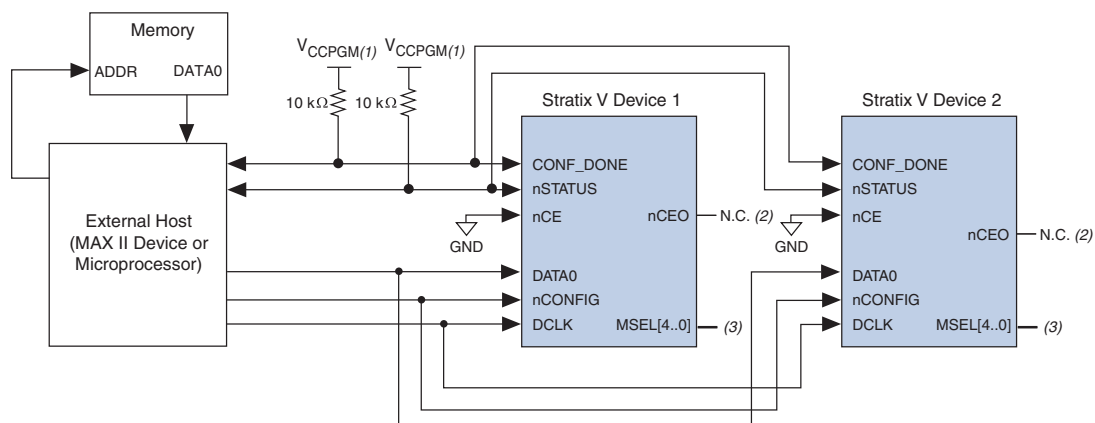 Memory
ADDR
DATA0
VCCPGM(1) VCCPGM(1)
10 kΩ 10 kΩ
Stratix V Device 1
Stratix V Device 2
External Host
(MAX II Device or
Microprocessor)
CONF_DONE
nSTATUS
nCE
nCEO N.C. (2)
GND
DATA0
nCONFIG
DCLK MSEL[4..0] (3)
CONF_DONE
nSTATUS
nCE
GND
nCEO N.C. (2)
DATA0
nCONFIG
DCLK MSEL[4..0] (3)